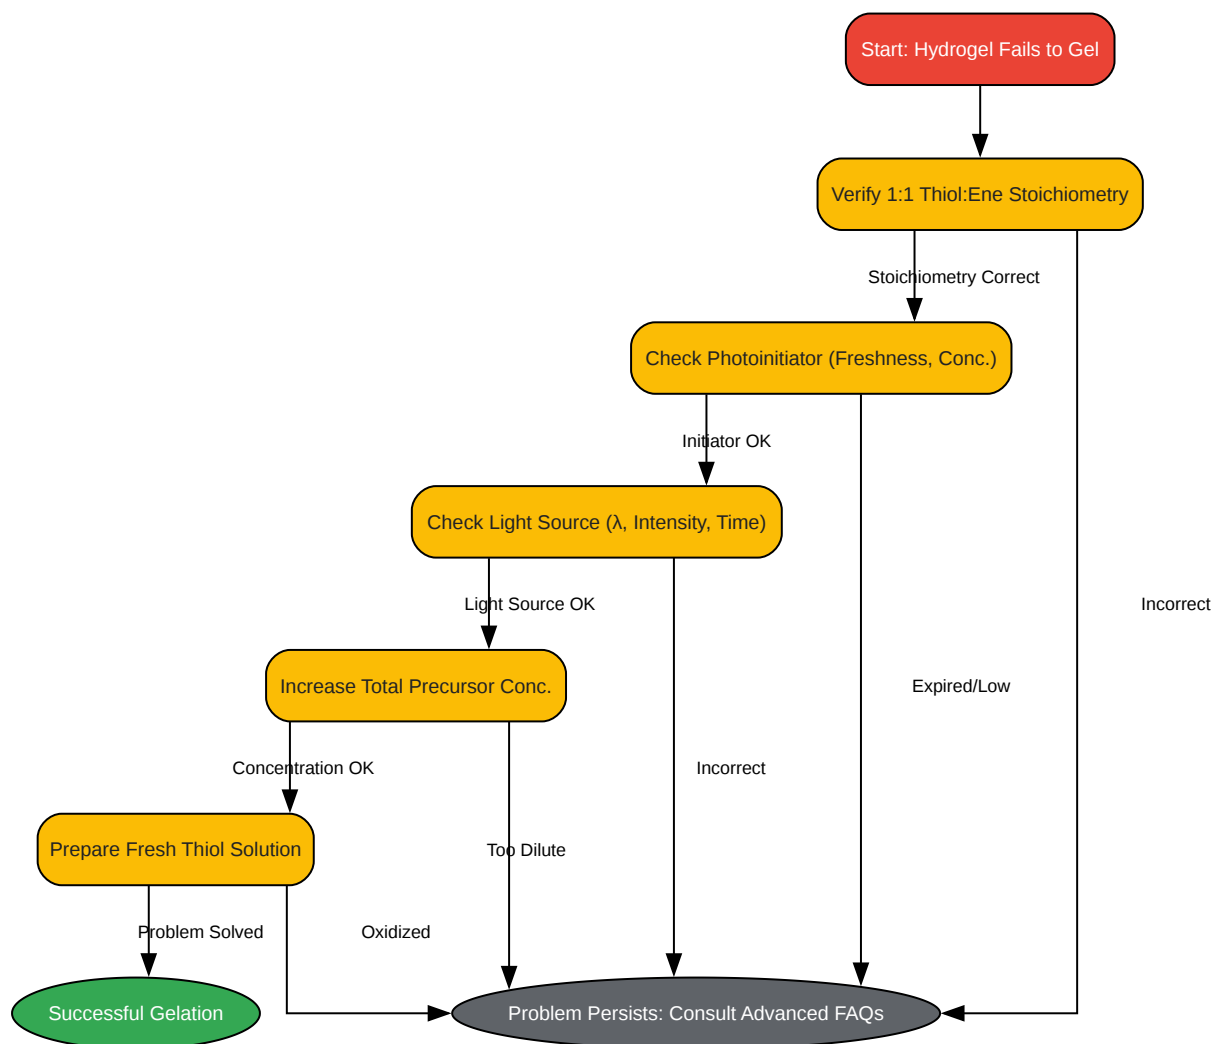 Start: Hydrogel Fails to Gel
Verify 1:1 Thiol:Ene Stoichiometry
Stoichiometry Correct
Check Photoinitiator (Freshness, Conc.)
Initiator OK
Check Light Source (λ, Intensity, Time)
Light Source OK
Incorrect
Increase Total Precursor Conc.
Expired/Low
Concentration OK
Incorrect
Prepare Fresh Thiol Solution
Too Dilute
Problem Solved
Oxidized
Successful Gelation
Problem Persists: Consult Advanced FAQs